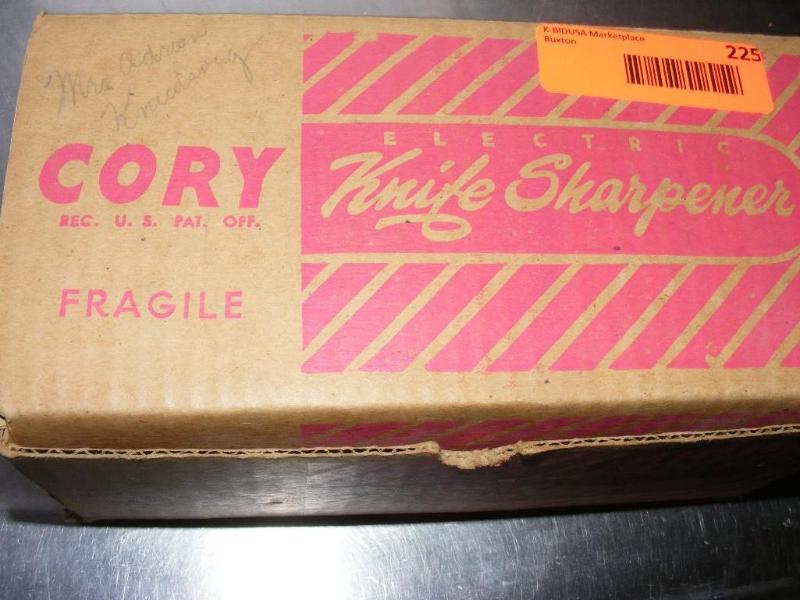 Mrs Adrian
K-BIDUSA Marketplace
Buxton
225
CORY
REG. U. S. PAT. OFF.
FRAGILE
ELECTRIC
Knife Sharpener